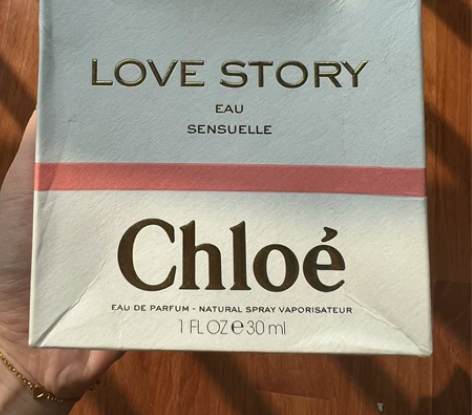 LOVE STORY
EAU
SENSUELLE
Chloé
EAU DE PARFUM - NATURAL SPRAY VAPORISATEUR
1 FL OZ ℮ 30 ml